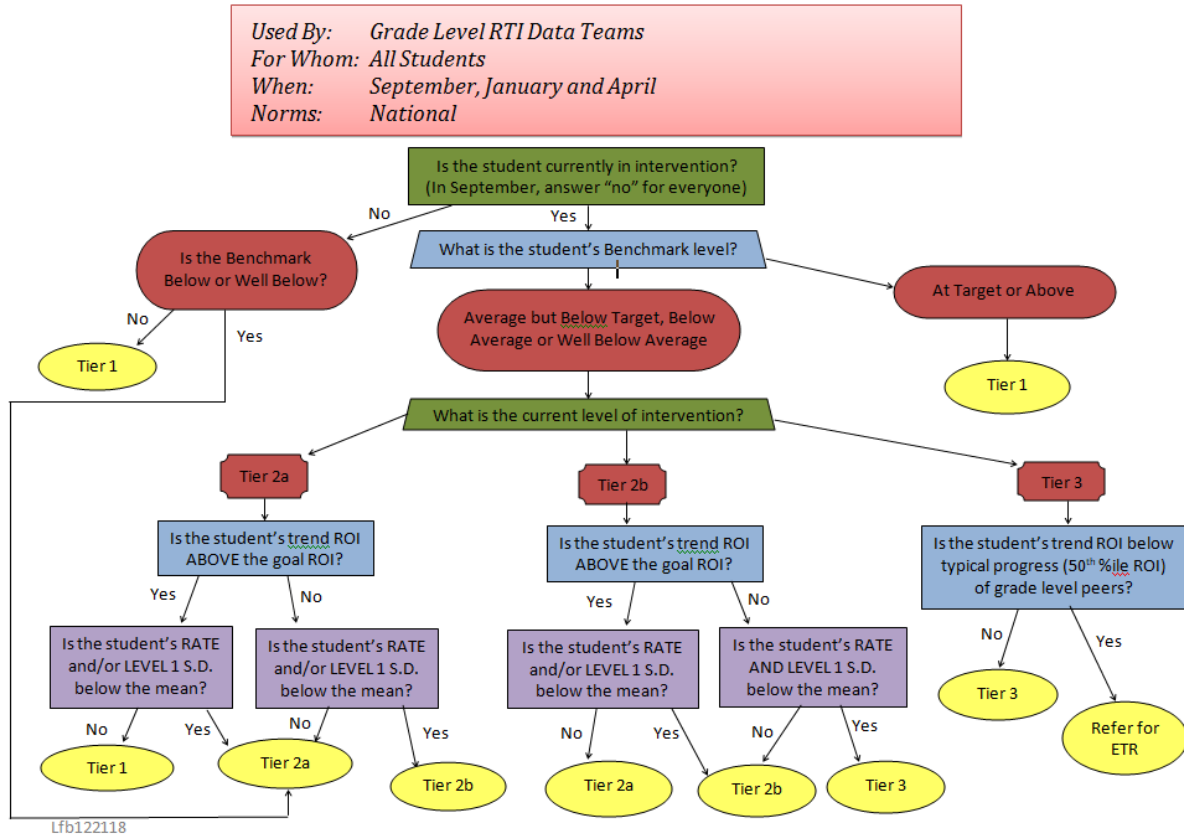 Used By: Grade Level RTI Data Teams
For Whom: All Students
When: September, January and April
Norms: National
Is the student currently in intervention?
(In September, answer “no” for everyone)
No
Yes
Is the Benchmark
Below or Well Below?
What is the student’s Benchmark level?
At Target or Above
No
Yes
Average but Below Target, Below
Average or Well Below Average
Tier 1
Tier 1
What is the current level of intervention?
Tier 2a
Tier 2b
Tier 3
Is the student’s trend ROI
ABOVE the goal ROI?
Is the student’s trend ROI
ABOVE the goal ROI?
Is the student’s trend ROI below
typical progress (50th %ile ROI)
of grade level peers?
Yes
No
Yes
No
No
Yes
Is the student’s RATE
and/or LEVEL 1 S.D.
below the mean?
Is the student’s RATE
and/or LEVEL 1 S.D.
below the mean?
Is the student’s RATE
and/or LEVEL 1 S.D.
below the mean?
Is the student’s RATE
AND LEVEL 1 S.D.
below the mean?
Tier 3
Refer for
ETR
No
Yes
No
Yes
No
Yes
No
Yes
Tier 1
Tier 2a
Tier 2b
Tier 2a
Tier 2b
Tier 3
Lfb122118